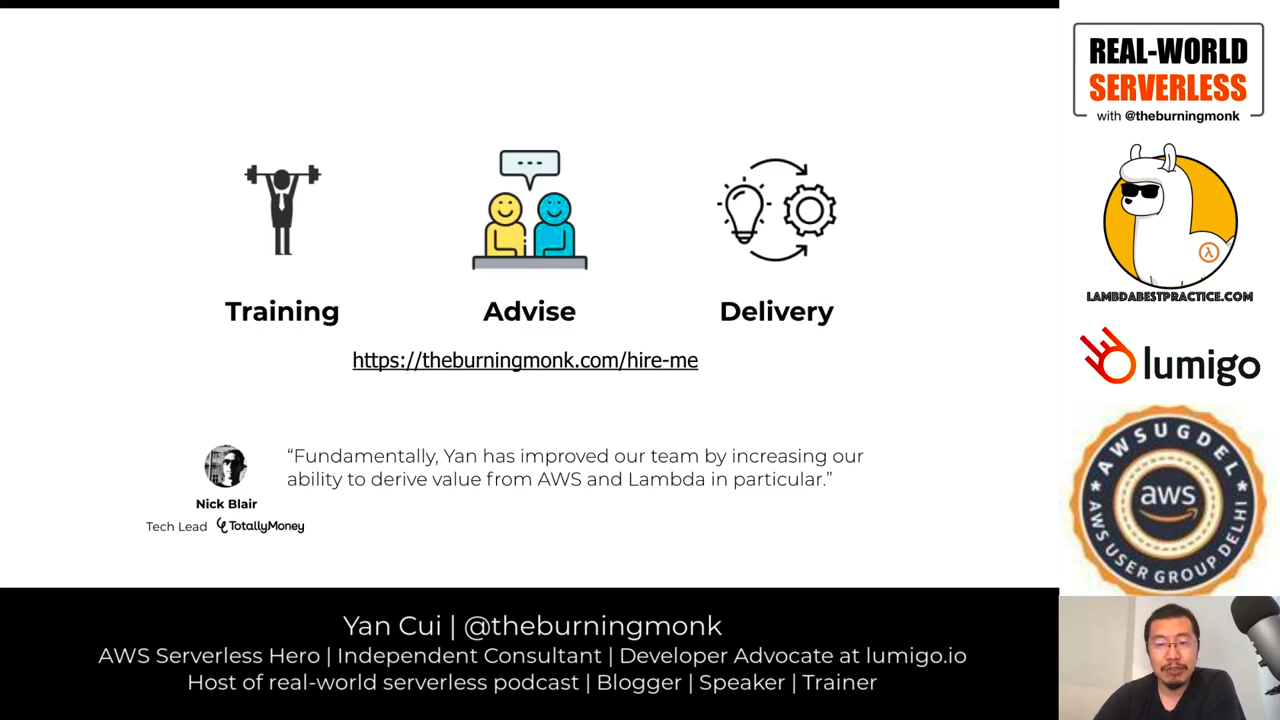 Training
Advise
Delivery
https://theburningmonk.com/hire-me
“Fundamentally, Yan has improved our team by increasing our
ability to derive value from AWS and Lambda in particular.”
Nick Blair
Tech Lead TotallyMoney
Yan Cui | @theburningmonk
AWS Serverless Hero | Independent Consultant | Developer Advocate at lumigo.io
Host of real-world serverless podcast | Blogger | Speaker | Trainer
REAL-WORLD
SERVERLESS
with @theburningmonk
λ
LAMBDABESTPRACTICE.COM
lumigo
AWSUGDEL
aws
AWS USER GROUP DELHI